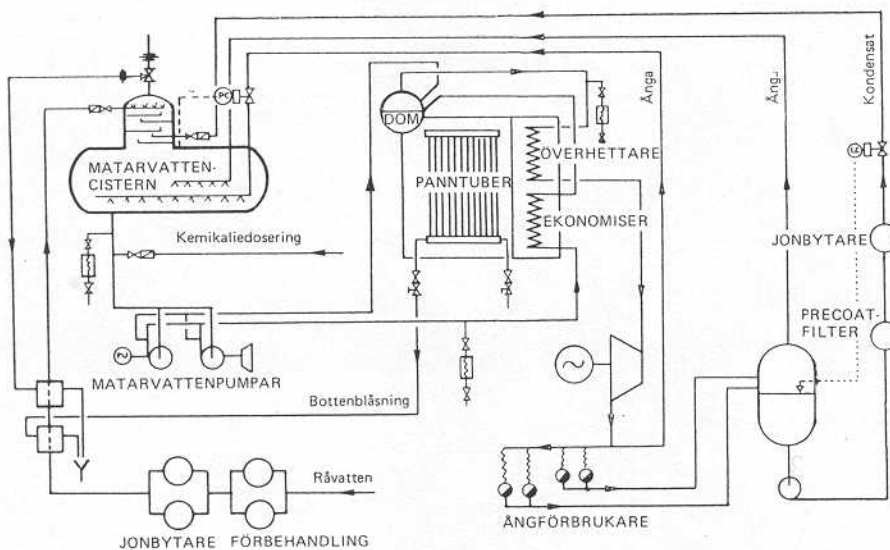 Ånga
Ång
Kondensat
PC
DOM
MATARVATTEN-
CISTERN
PANNTUBER
ÖVERHETTARE
EKONOMISER
Kemikaliedosering
JONBYTARE
PRECOAT-
FILTER
MATARVATTENPUMPAR
Bottenblåsning
Råvatten
ÅNGFÖRBRUKARE
JONBYTARE
FÖRBEHANDLING